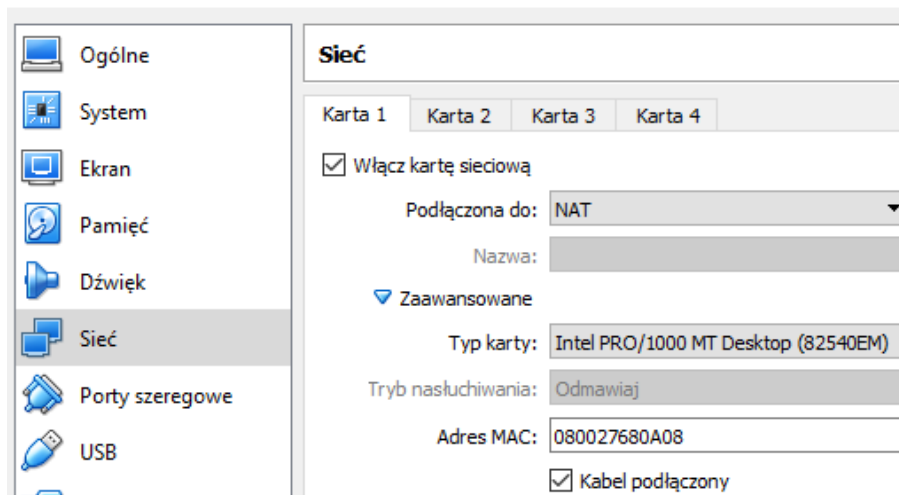 Ogólne
System
Ekran
Pamięć
Dźwięk
Sieć
Porty szeregowe
USB
Sieć
Karta 1 Karta 2 Karta 3 Karta 4
Włącz kartę sieciową
Podłączona do: NAT
Nazwa:
Zaawansowane
Typ karty: Intel PRO/1000 MT Desktop (82540EM)
Tryb nasłuchiwania: Odmawiaj
Adres MAC: 080027680A08
Kabel podłączony